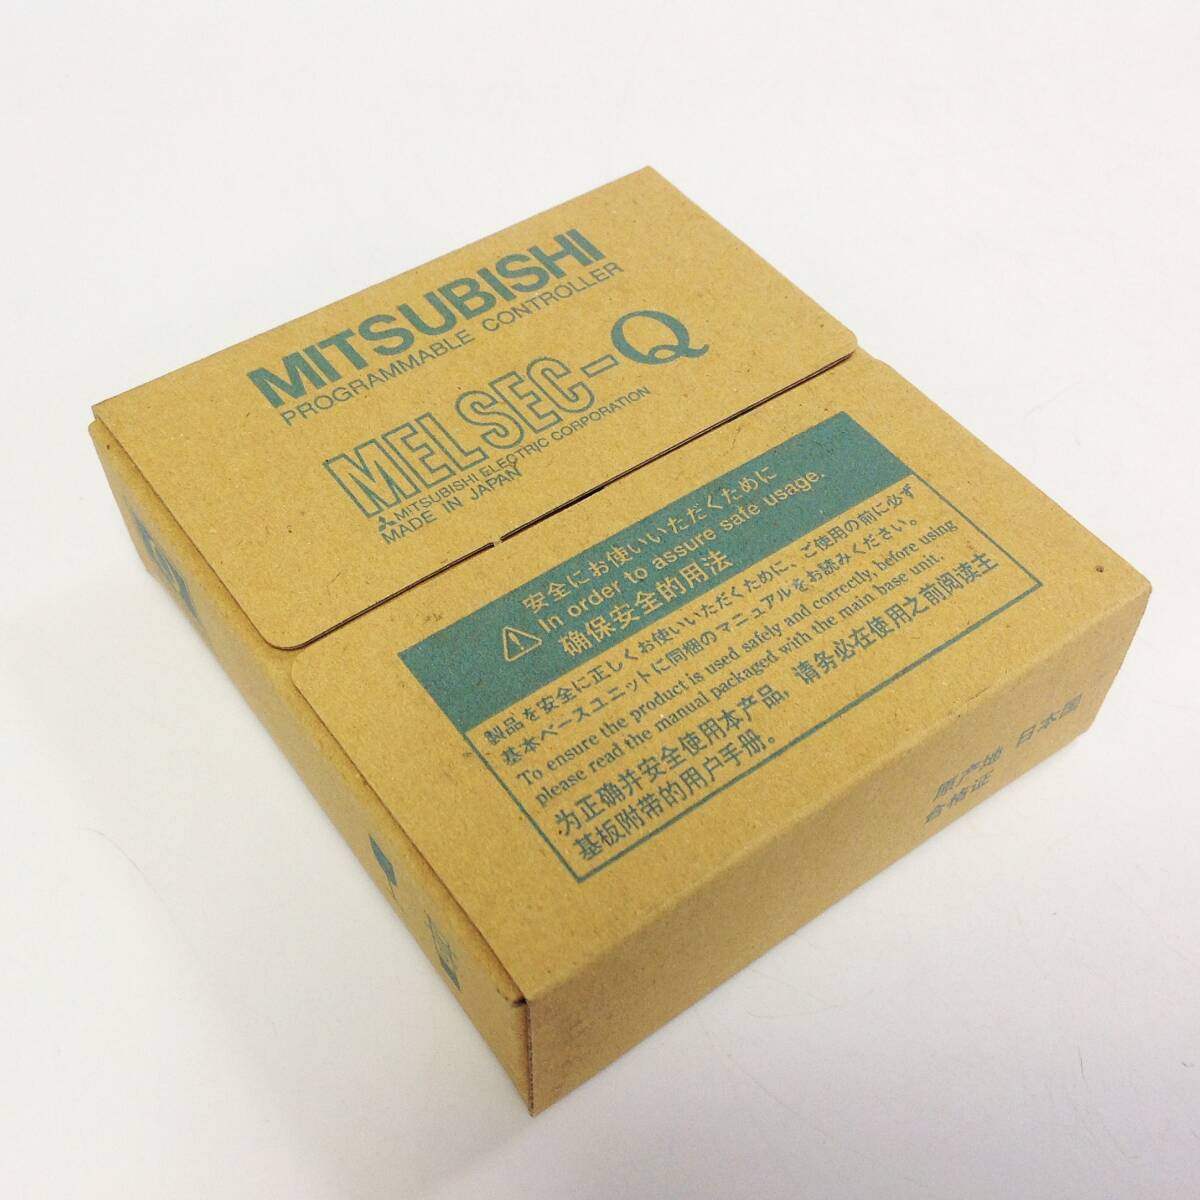 MITSUBISHI
PROGRAMMABLE CONTROLLER
MELSEC-Q
MITSUBISHI ELECTRIC CORPORATION
MADE IN JAPAN
安全にお使いいただくために
In order to assure safe usage.
确保安全的用法
製品を安全に正しくお使いいただくために、ご使用の前に必ず
基本ベースユニットに同梱のマニュアルをお読みください。
To ensure the product is used safely and correctly, before using
please read the manual packaged with the main base unit.
为正确并安全使用本产品，请务必在使用之前阅读主
基板附带的用户手册。
原产地 日本国
合格证